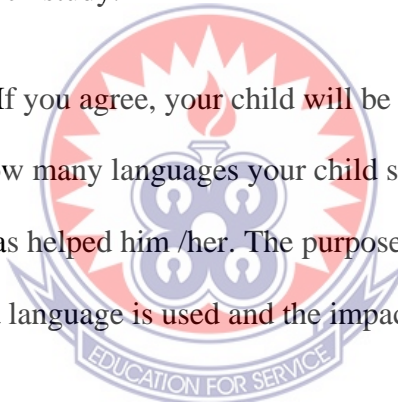 study.
If you agree, your child will be
w many languages your child s
as helped him /her. The purpose
language is used and the impac
EDUCATION FOR SERVICE